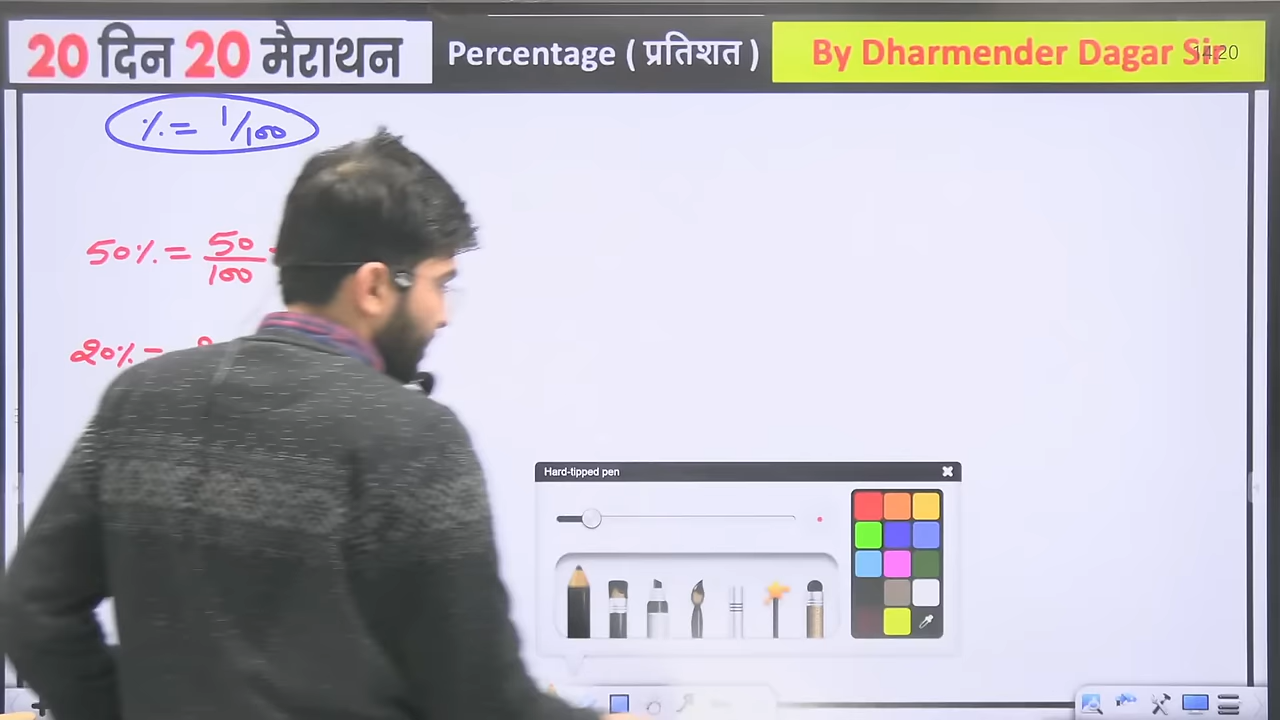 20 दिन 20 मैराथन Percentage ( प्रतिशत ) By Dharmender Dagar Sir 14:20
% = 1/100
50% = 50/100
20% =
Hard-tipped pen